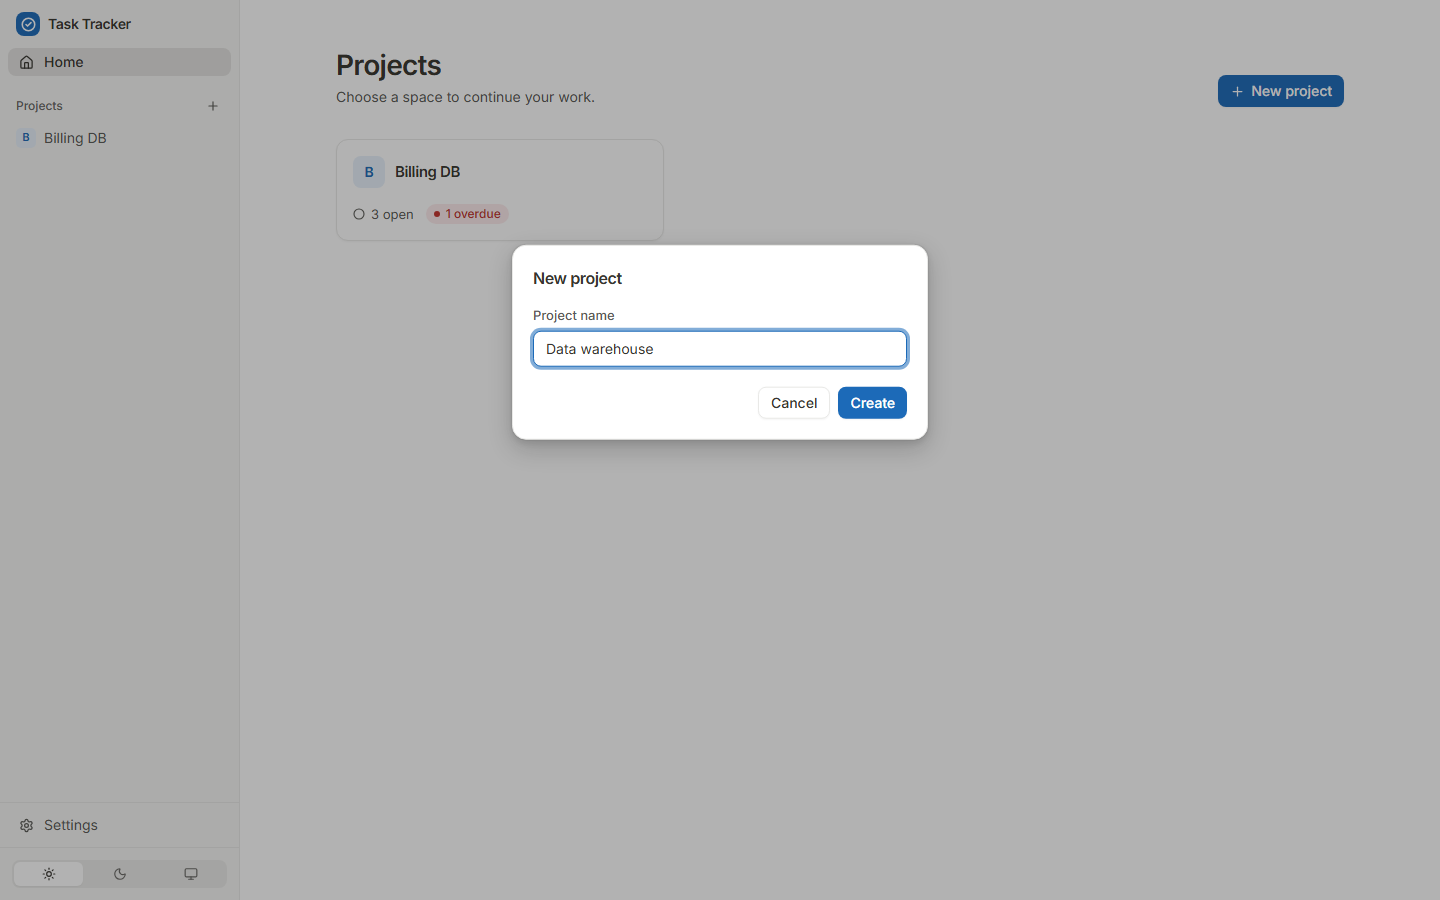 Task Tracker
Home
Projects
B Billing DB
Settings
Projects
Choose a space to continue your work.
New project
B Billing DB
3 open 1 overdue
New project
Project name
Data warehouse
Cancel Create